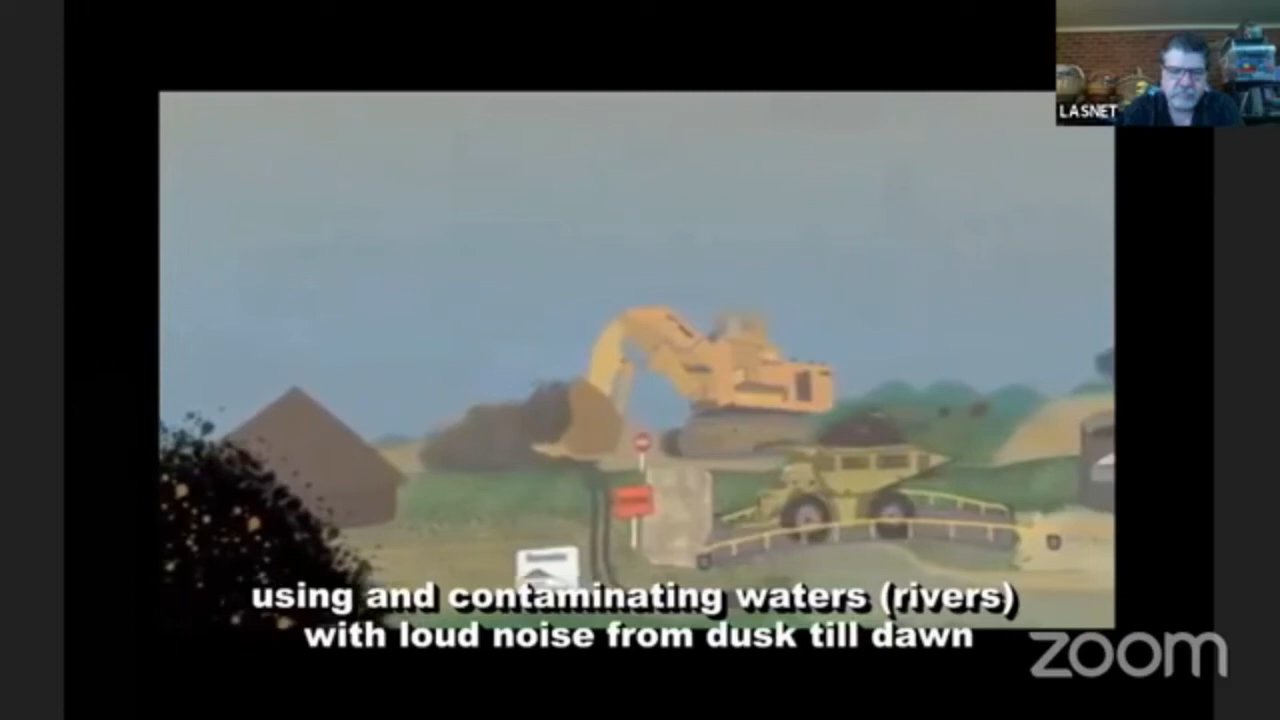 LASNET
using and contaminating waters (rivers)
with loud noise from dusk till dawn
zoom